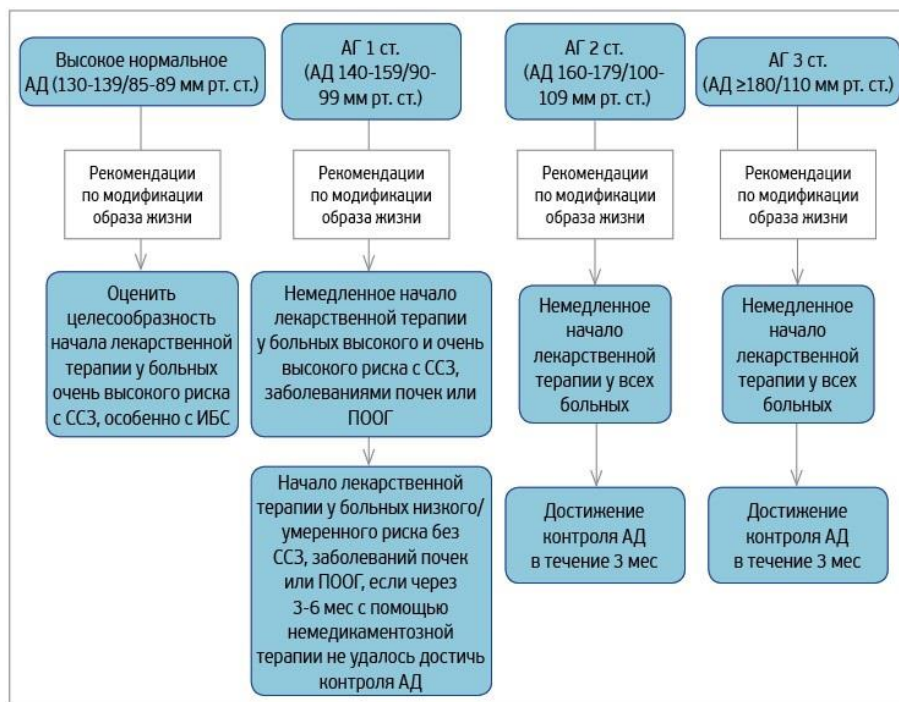 Высокое нормальное
АД (130-139/85-89 мм рт. ст.)
АГ 1 ст.
(АД 140-159/90-
99 мм рт. ст.)
АГ 2 ст.
(АД 160-179/100-
109 мм рт. ст.)
АГ 3 ст.
(АД ≥180/110 мм рт. ст.)
Рекомендации
по модификации
образа жизни
Рекомендации
по модификации
образа жизни
Рекомендации
по модификации
образа жизни
Рекомендации
по модификации
образа жизни
Оценить
целесообразность
начала лекарственной
терапии у больных
очень высокого риска
с ССЗ, особенно с ИБС
Немедленное начало
лекарственной терапии
у больных высокого и очень
высокого риска с ССЗ,
заболеваниями почек или
ПООГ
Немедленное
начало
лекарственной
терапии у всех
больных
Немедленное
начало
лекарственной
терапии у всех
больных
Начало лекарственной
терапии у больных низкого/
умеренного риска без
ССЗ, заболеваний почек
или ПООГ, если через
3-6 мес с помощью
немедикаментозной
терапии не удалось достичь
контроля АД
Достижение
контроля АД
в течение 3 мес
Достижение
контроля АД
в течение 3 мес